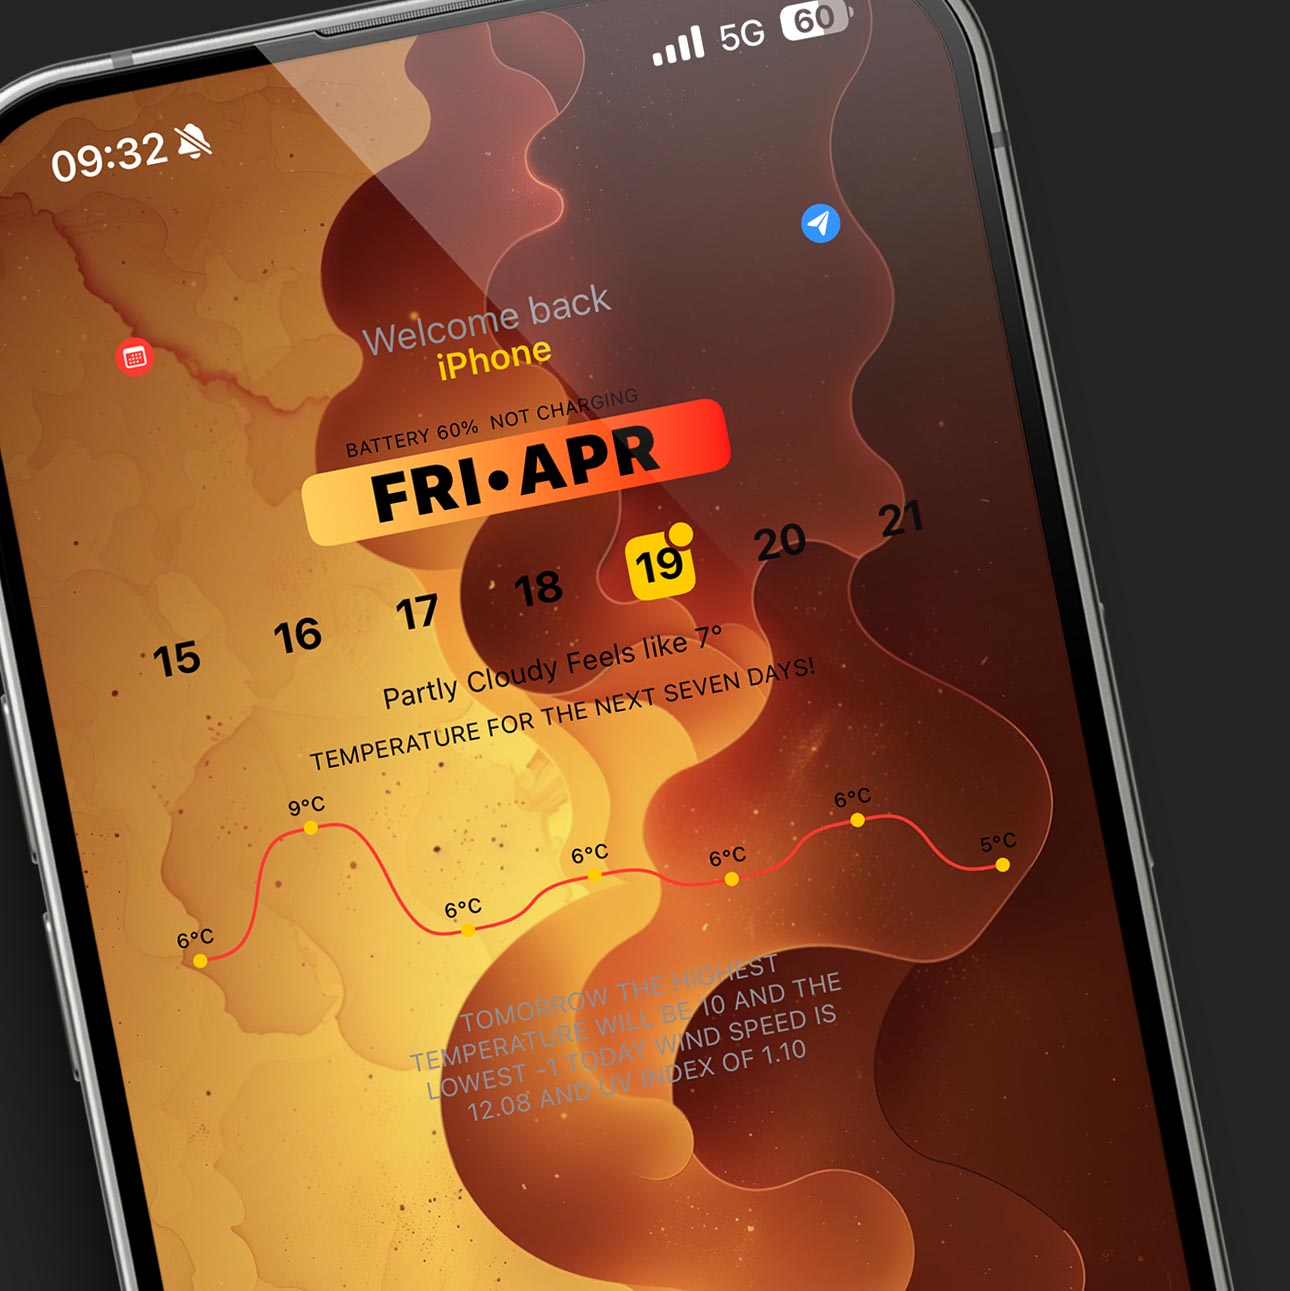 09:32
5G 60
Welcome back
iPhone
BATTERY 60% NOT CHARGING
FRI•APR
15 16 17 18 19 20 21
Partly Cloudy Feels like 7°
TEMPERATURE FOR THE NEXT SEVEN DAYS!
6°C 9°C 6°C 6°C 6°C 6°C 5°C
TOMORROW THE HIGHEST
TEMPERATURE WILL BE 10 AND THE
LOWEST -1 TODAY WIND SPEED IS
12.08 AND UV INDEX OF 1.10